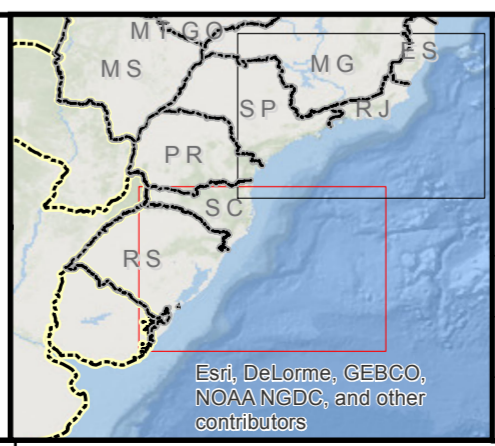 MT GO
ES
MS
MG
SP
RJ
PR
SC
RS
Esri, DeLorme, GEBCO,
NOAA NGDC, and other
contributors